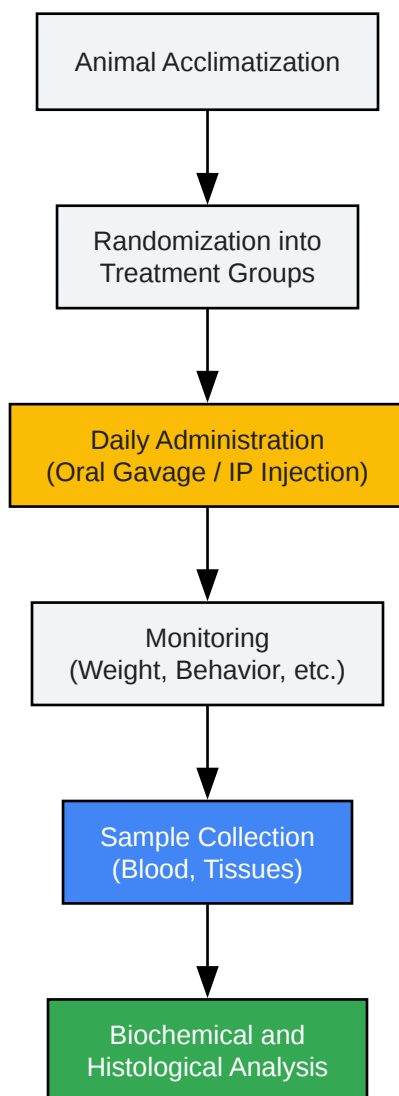 Animal Acclimatization
Randomization into
Treatment Groups
Daily Administration
(Oral Gavage / IP Injection)
Monitoring
(Weight, Behavior, etc.)
Sample Collection
(Blood, Tissues)
Biochemical and
Histological Analysis